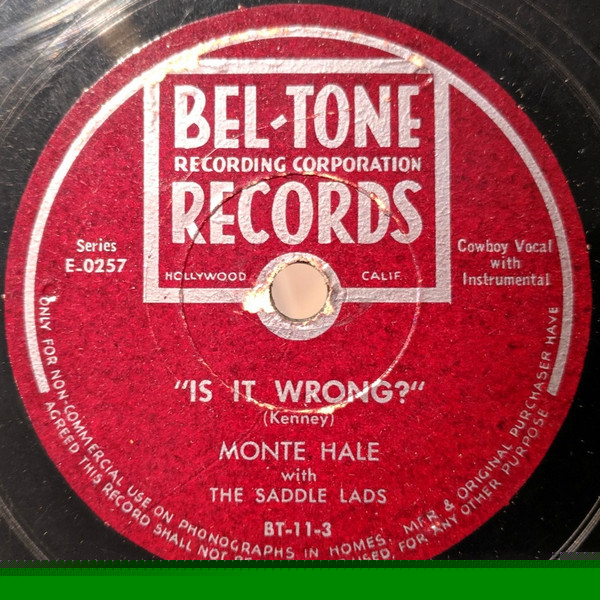 BEL-TONE
RECORDING CORPORATION
RECORDS
HOLLYWOOD CALIF.
Series
E-0257
Cowboy Vocal
with
Instrumental
"IS IT WRONG?"
(Kenney)
MONTE HALE
with
THE SADDLE LADS
BT-11-3
ONLY FOR NON-COMMERCIAL USE ON PHONOGRAPHS IN HOMES. MFR. & ORIGINAL PURCHASER HAVE
AGREED THIS RECORD SHALL NOT USED FOR ANY OTHER PURPOSE